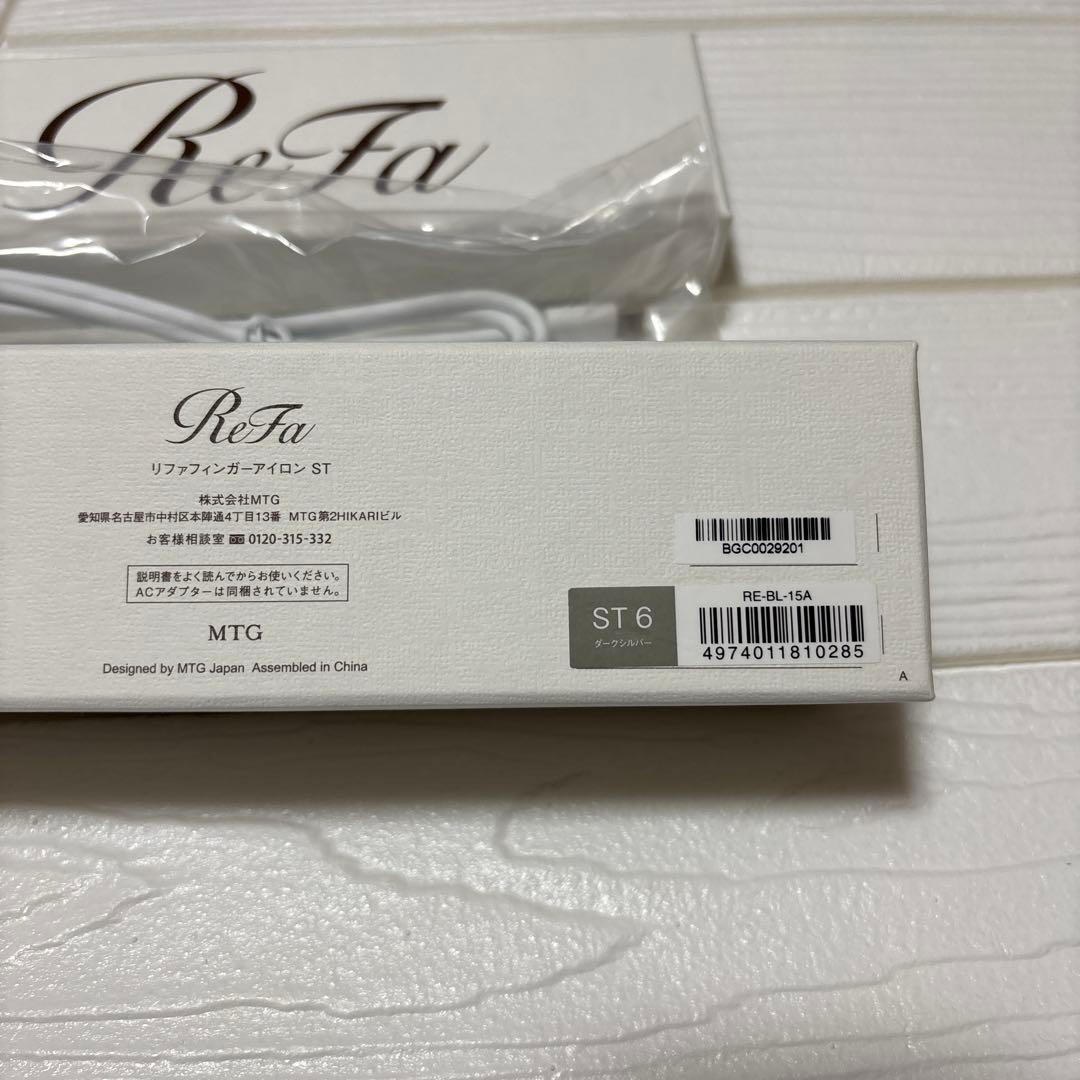 ReFa
ReFa
リファフィンガーアイロン ST
株式会社MTG
愛知県名古屋市中村区本陣通4丁目13番 MTG第2HIKARIビル
お客様相談室 0120-315-332
説明書をよく読んでからお使いください。
ACアダプターは同梱されていません。
MTG
Designed by MTG Japan Assembled in China
BGC0029201
ST 6
ダークシルバー
RE-BL-15A
4974011810285
A